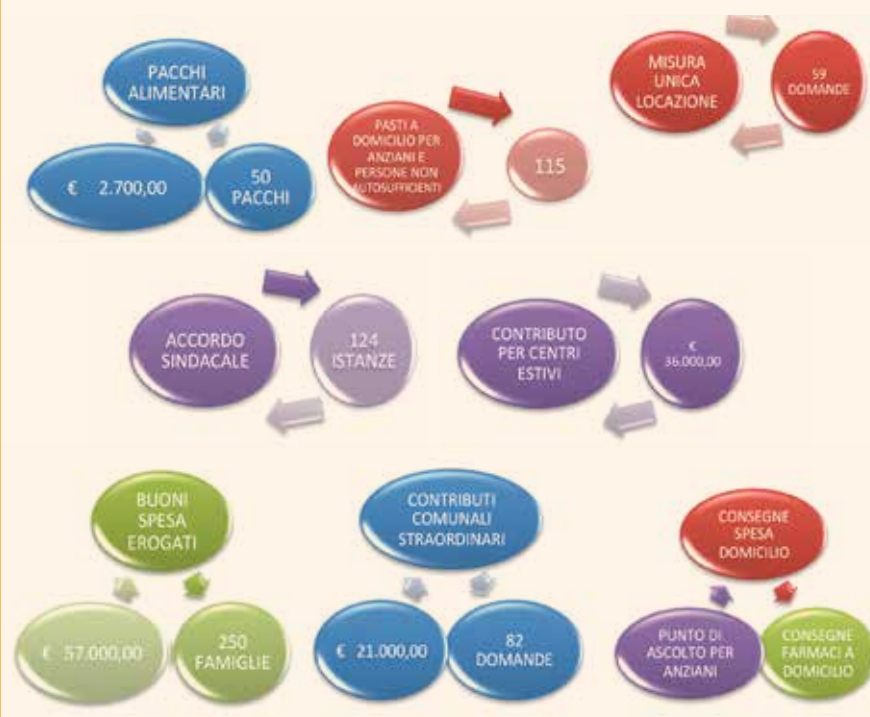 PACCHI
ALIMENTARI
€ 2.700,00
50
PACCHI
PASTI A
DOMICILIO PER
ANZIANI E
PERSONE NON
AUTOSUFFICIENTI
115
MISURA
UNICA
LOCAZIONE
59
DOMANDE
ACCORDO
SINDACALE
124
ISTANZE
CONTRIBUTO
PER CENTRI
ESTIVI
€
36.000,00
BUONI
SPESA
EROGATI
€ 57.000,00
250
FAMIGLIE
CONTRIBUTI
COMUNALI
STRAORDINARI
€ 21.000,00
82
DOMANDE
CONSEGNE
SPESA
DOMICILIO
PUNTO DI
ASCOLTO PER
ANZIANI
CONSEGNE
FARMACI A
DOMICILIO